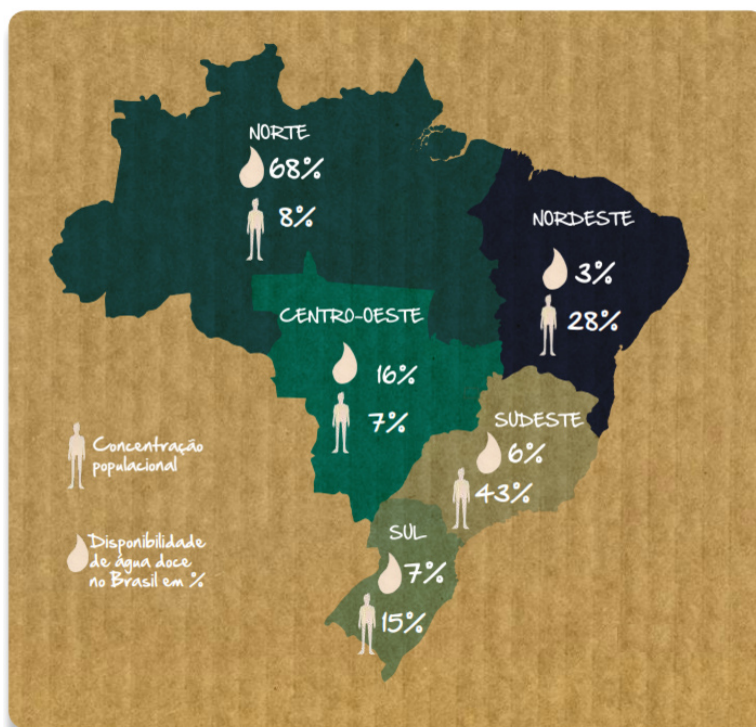 NORTE
68%
8%
NORDESTE
3%
28%
CENTRO-OESTE
16%
7%
SUDESTE
6%
43%
SUL
7%
15%
Concentração
populacional
Disponibilidade
de água doce
no Brasil em %